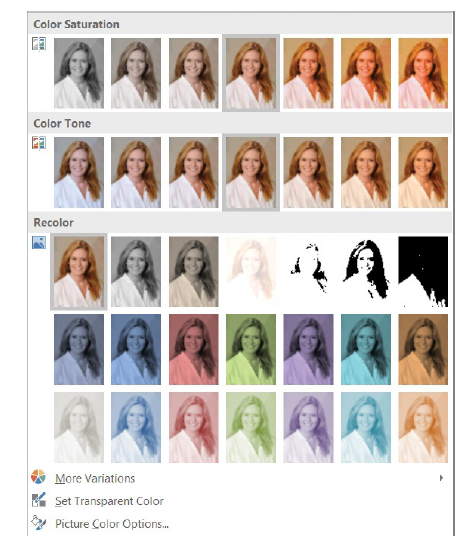 Color Saturation
Color Tone
Recolor
More Variations
Set Transparent Color
Picture Color Options...